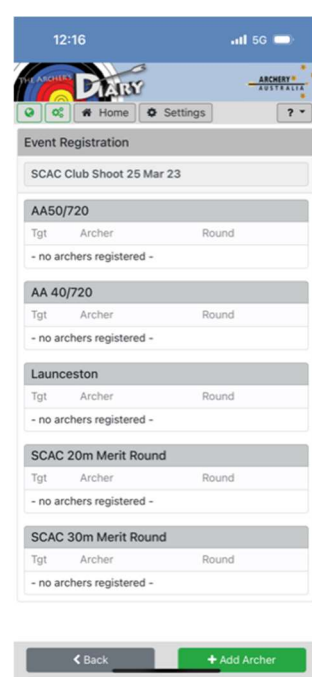 12:16
5G
THE ARCHER'S DIARY
ARCHERY
AUSTRALIA
Home Settings ?
Event Registration
SCAC Club Shoot 25 Mar 23
AA50/720
Tgt Archer Round
- no archers registered -
AA 40/720
Tgt Archer Round
- no archers registered -
Launceston
Tgt Archer Round
- no archers registered -
SCAC 20m Merit Round
Tgt Archer Round
- no archers registered -
SCAC 30m Merit Round
Tgt Archer Round
- no archers registered -
Back + Add Archer